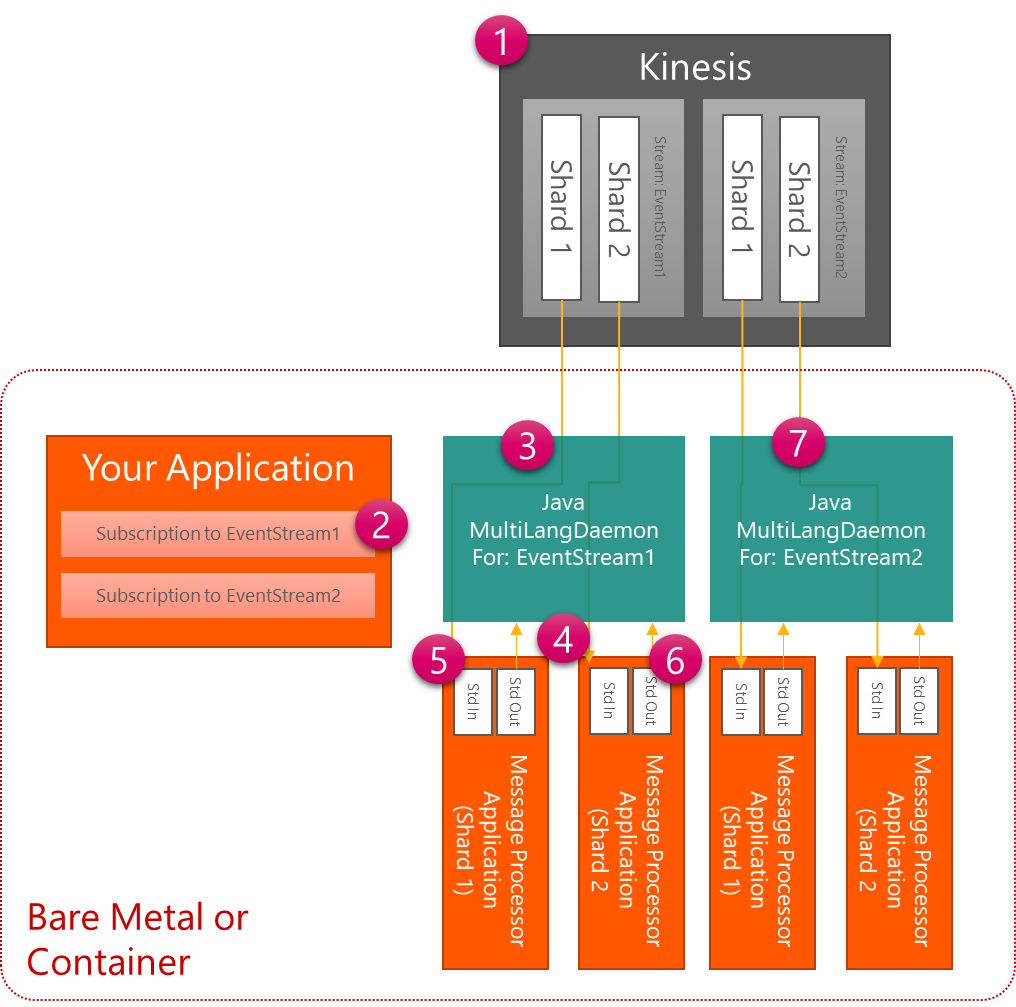 1
Kinesis
Shard 1
Shard 2
Stream: EventStream1
Shard 1
Shard 2
Stream: EventStream2
Your Application
Subscription to EventStream1
2
Subscription to EventStream2
3
Java
MultiLangDaemon
For: EventStream1
7
Java
MultiLangDaemon
For: EventStream2
4
5
6
Std In
Std Out
Message Processor
Application
(Shard 1)
Std In
Std Out
Message Processor
Application
(Shard 2
Std In
Std Out
Message Processor
Application
(Shard 1)
Std In
Std Out
Message Processor
Application
(Shard 2
Bare Metal or
Container